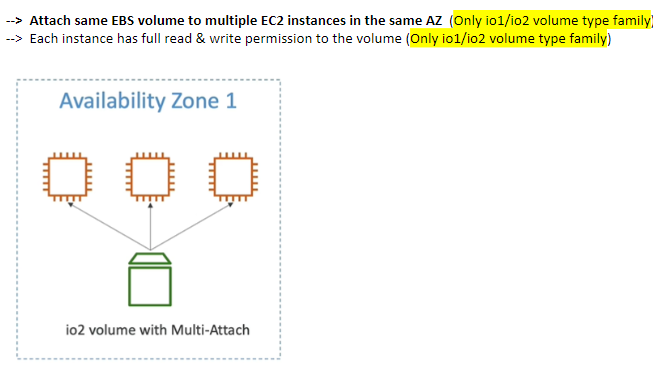 --> Attach same EBS volume to multiple EC2 instances in the same AZ (Only io1/io2 volume type family)
--> Each instance has full read & write permission to the volume (Only io1/io2 volume type family)
Availability Zone 1
io2 volume with Multi-Attach